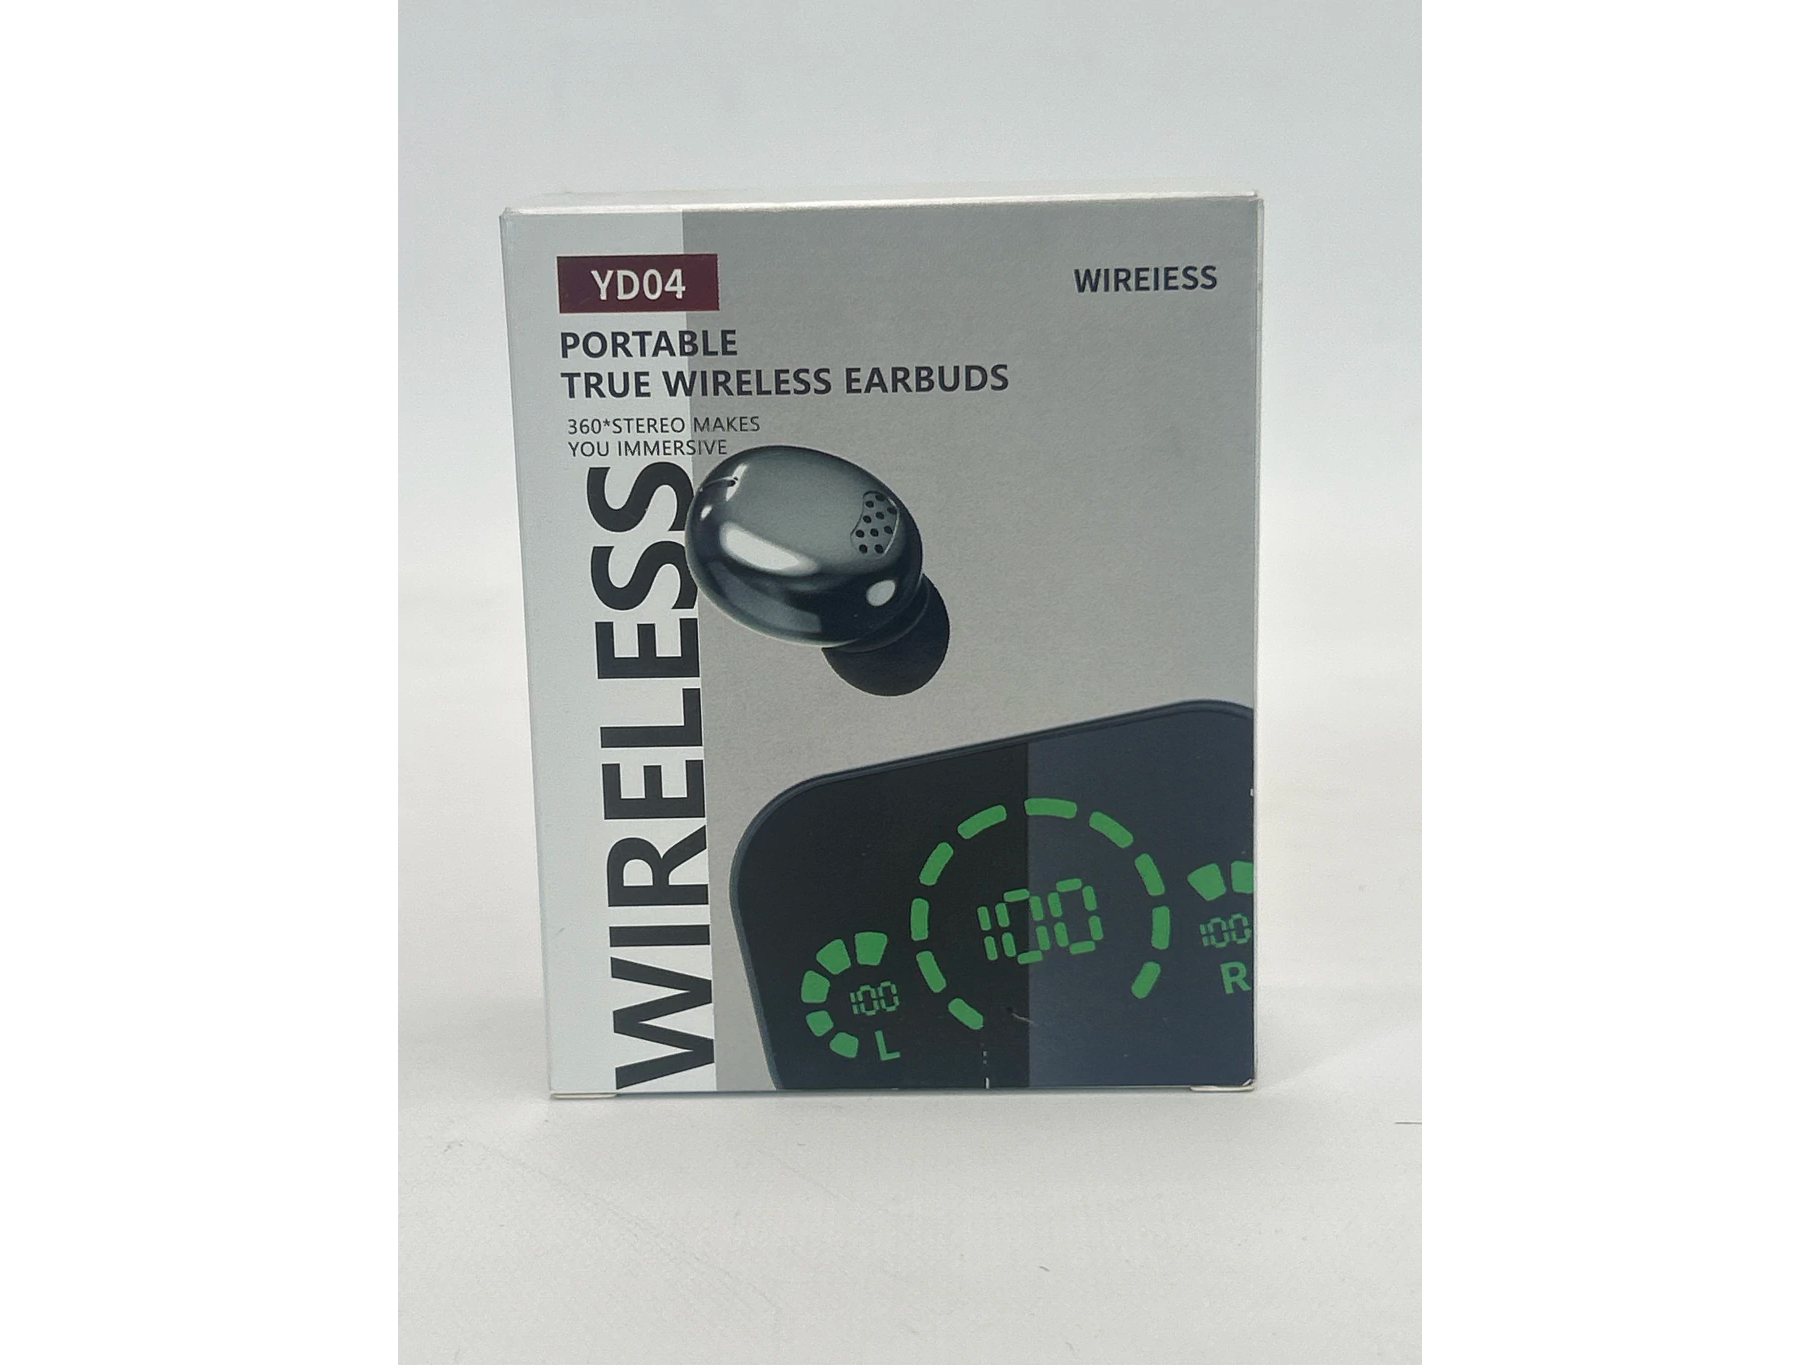 YD04
WIREIESS
PORTABLE
TRUE WIRELESS EARBUDS
360*STEREO MAKES
YOU IMMERSIVE
WIRELESS
100
100
L
100
R